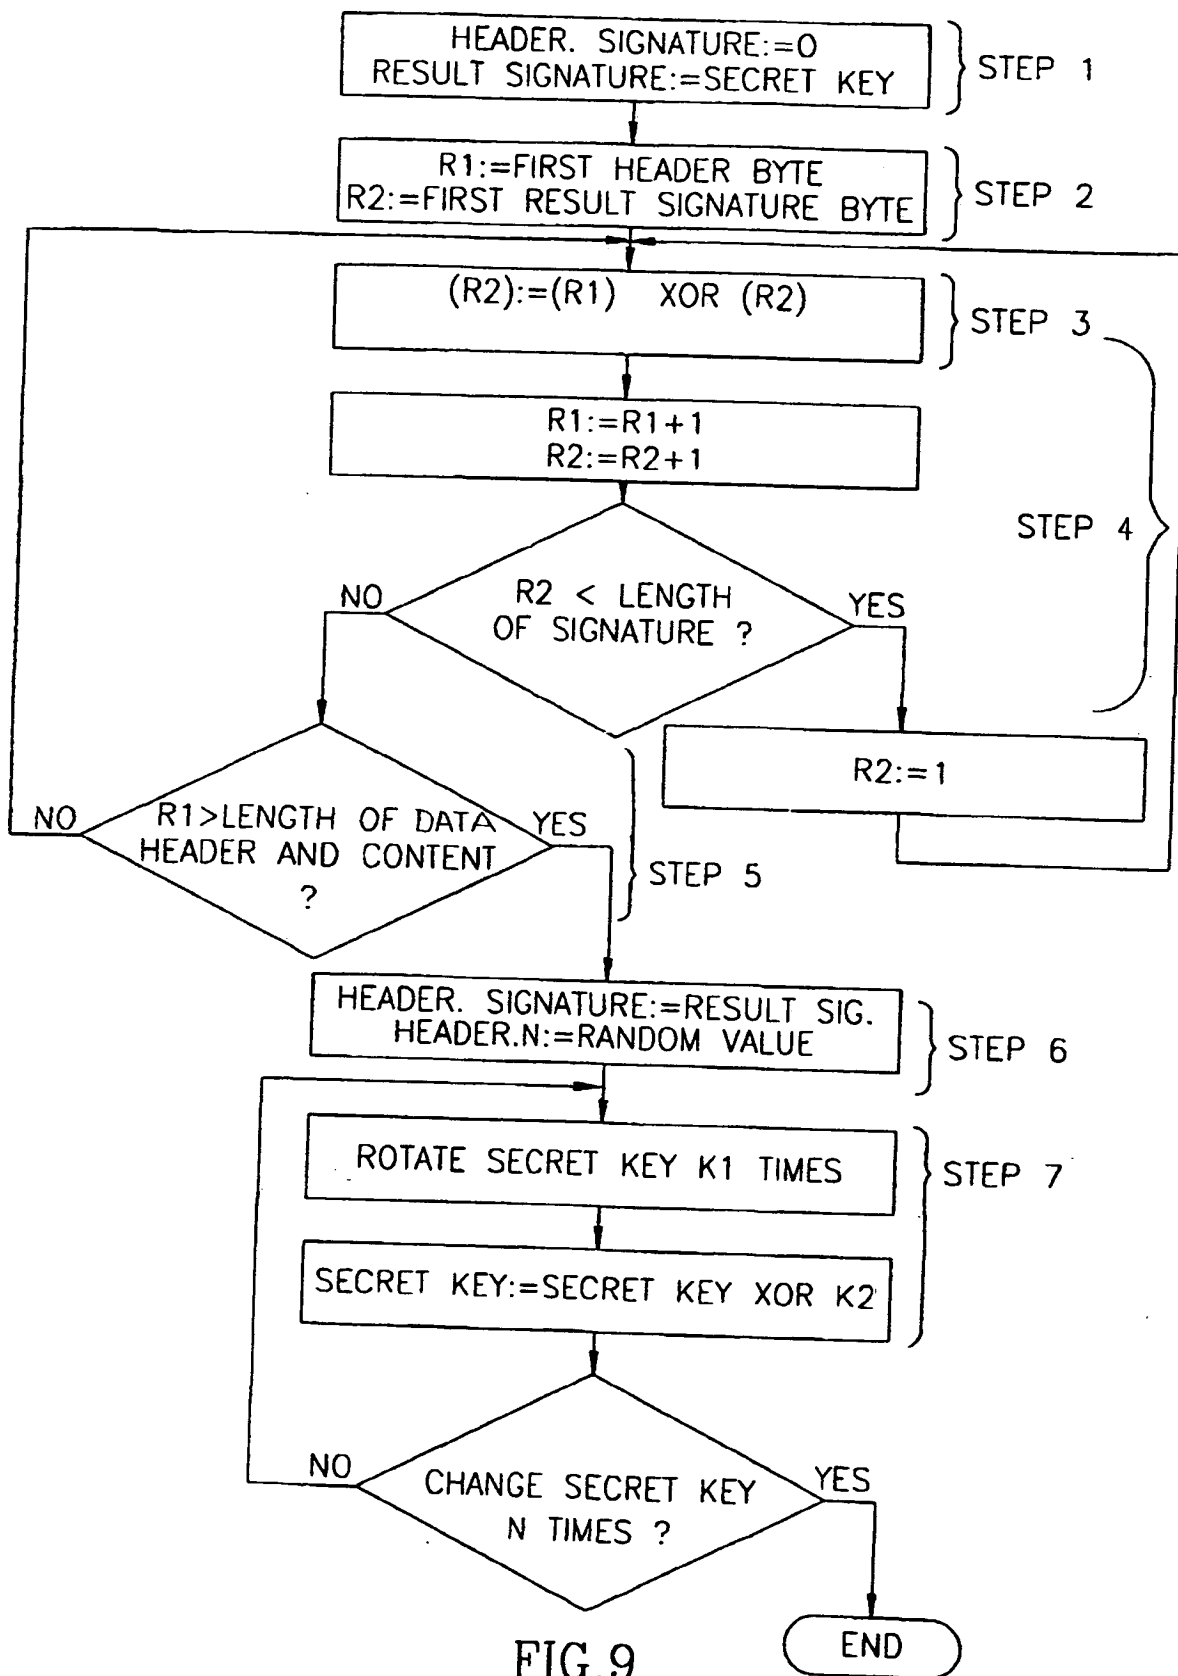 HEADER. SIGNATURE:=0
RESULT SIGNATURE:=SECRET KEY
STEP 1
R1:=FIRST HEADER BYTE
R2:=FIRST RESULT SIGNATURE BYTE
STEP 2
(R2):=(R1) XOR (R2)
STEP 3
R1:=R1+1
R2:=R2+1
STEP 4
R2 < LENGTH
OF SIGNATURE ?
NO
YES
R2:=1
R1>LENGTH OF DATA
HEADER AND CONTENT
?
NO
YES
STEP 5
HEADER. SIGNATURE:=RESULT SIG.
HEADER.N:=RANDOM VALUE
STEP 6
ROTATE SECRET KEY K1 TIMES
STEP 7
SECRET KEY:=SECRET KEY XOR K2
NO
YES
CHANGE SECRET KEY
N TIMES ?
END
FIG.9